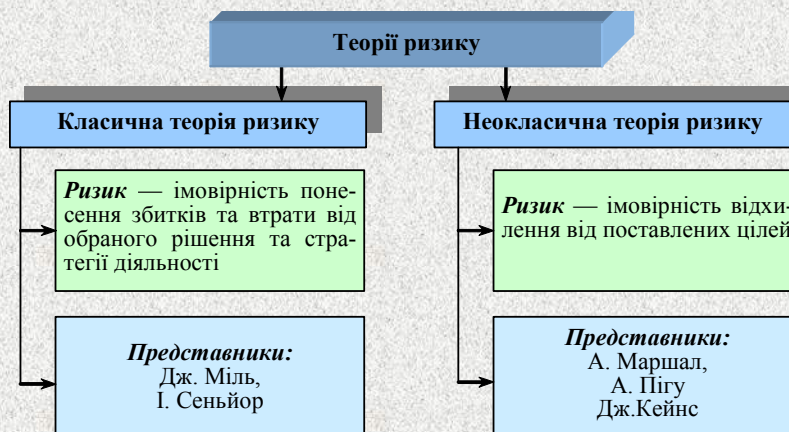 Теорії ризику
Класична теорія ризику
Ризик — імовірність поне-
сення збитків та втрати від
обраного рішення та стра-
тегії діяльності
Представники:
Дж. Міль,
І. Сеньйор
Неокласична теорія ризику
Ризик — імовірність відхи-
лення від поставлених цілей
Представники:
А. Маршал,
А. Пігу
Дж.Кейнс